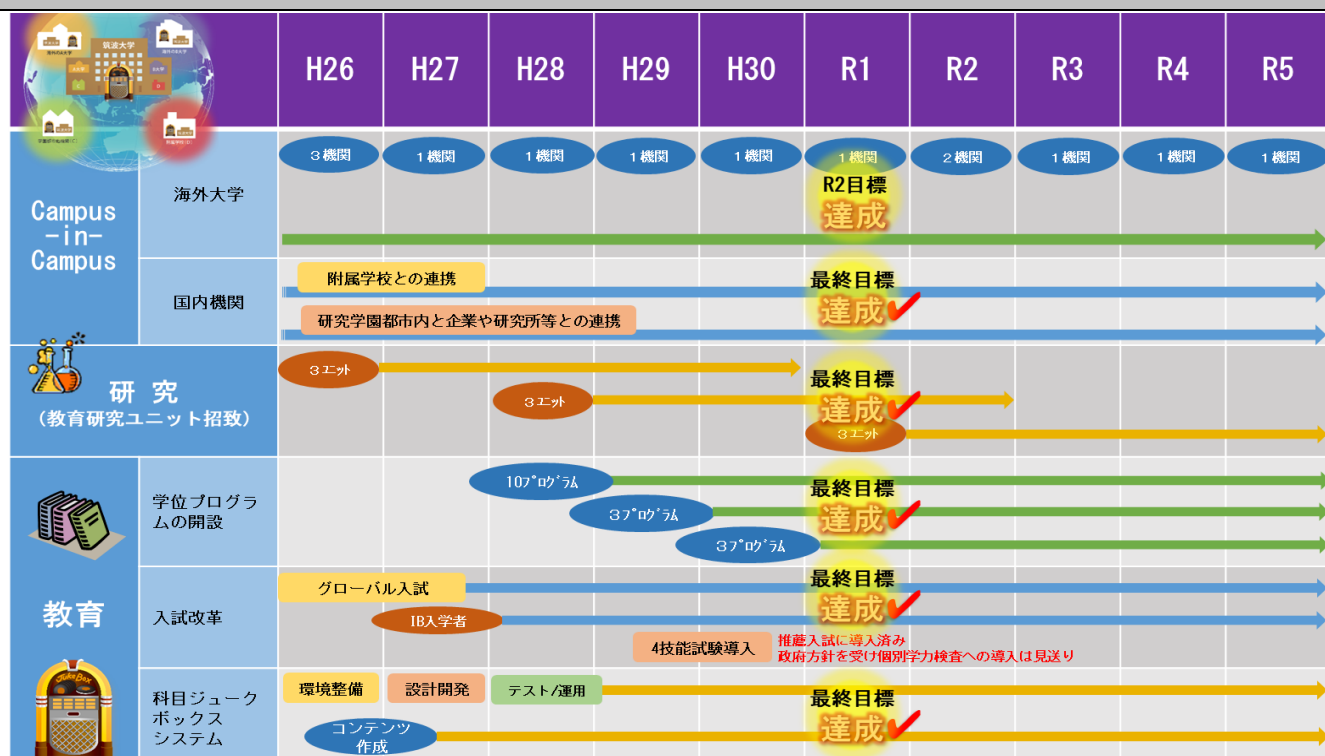 筑波大学
H26
H27
H28
H29
H30
R1
R2
R3
R4
R5
Campus
-in-
Campus
海外大学
3機関
1機関
1機関
1機関
1機関
1機関
2機関
1機関
1機関
1機関
R2目標
達成
国内機関
附属学校との連携
研究学園都市内と企業や研究所等との連携
最終目標
達成
研 究
(教育研究ユニット招致)
3ユニット
3ユニット
3ユニット
最終目標
達成
教育
学位プログラ
ムの開設
10プログラム
3プログラム
3プログラム
最終目標
達成
入試改革
グローバル入試
IB入学者
4技能試験導入
推薦入試に導入済み
政府方針を受け個別学力検査への導入は見送り
最終目標
達成
JukeBox
科目ジューク
ボックス
システム
環境整備
設計開発
テスト/運用
コンテンツ
作成
最終目標
達成